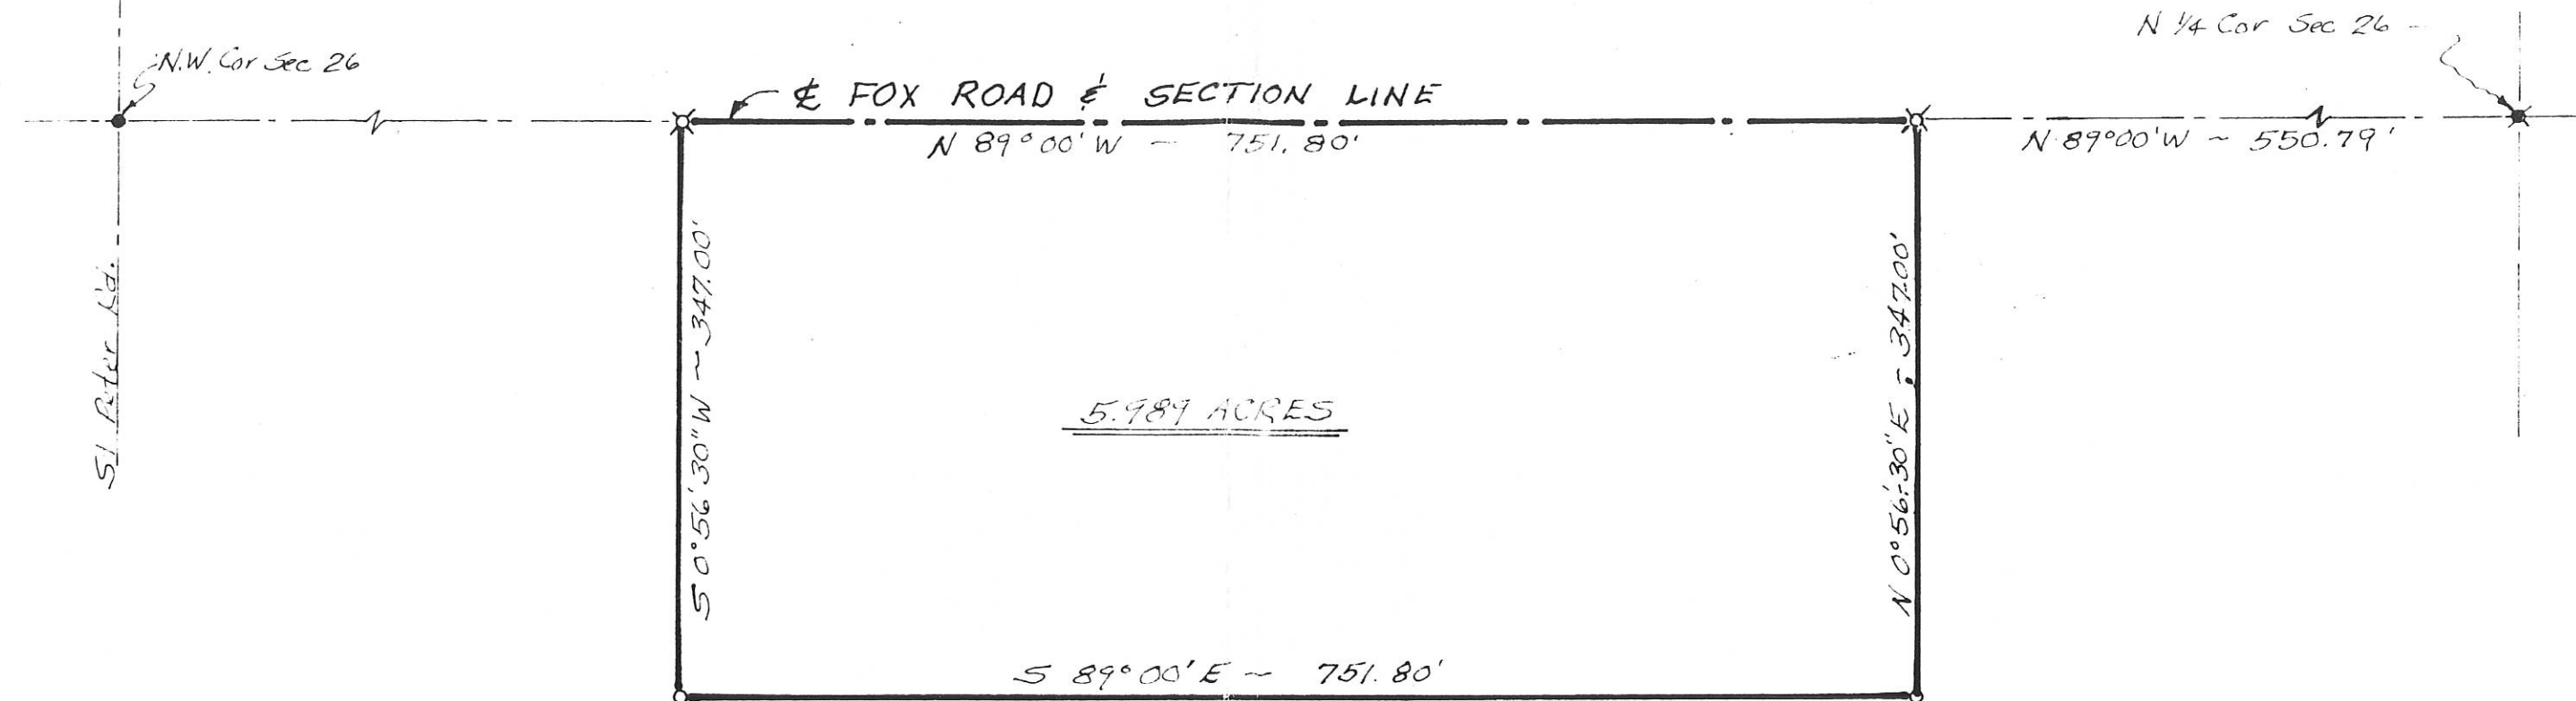 N.W. Cor Sec 26
N 1/4 Cor Sec 26
℄ FOX ROAD & SECTION LINE
N 89°00'W - 751.80'
N 89°00'W ~ 550.79'
S 0°56'30"W ~ 347.00'
N 0°56'30"E - 347.00'
Peter Rd.
5.989 ACRES
S 89°00'E ~ 751.80'